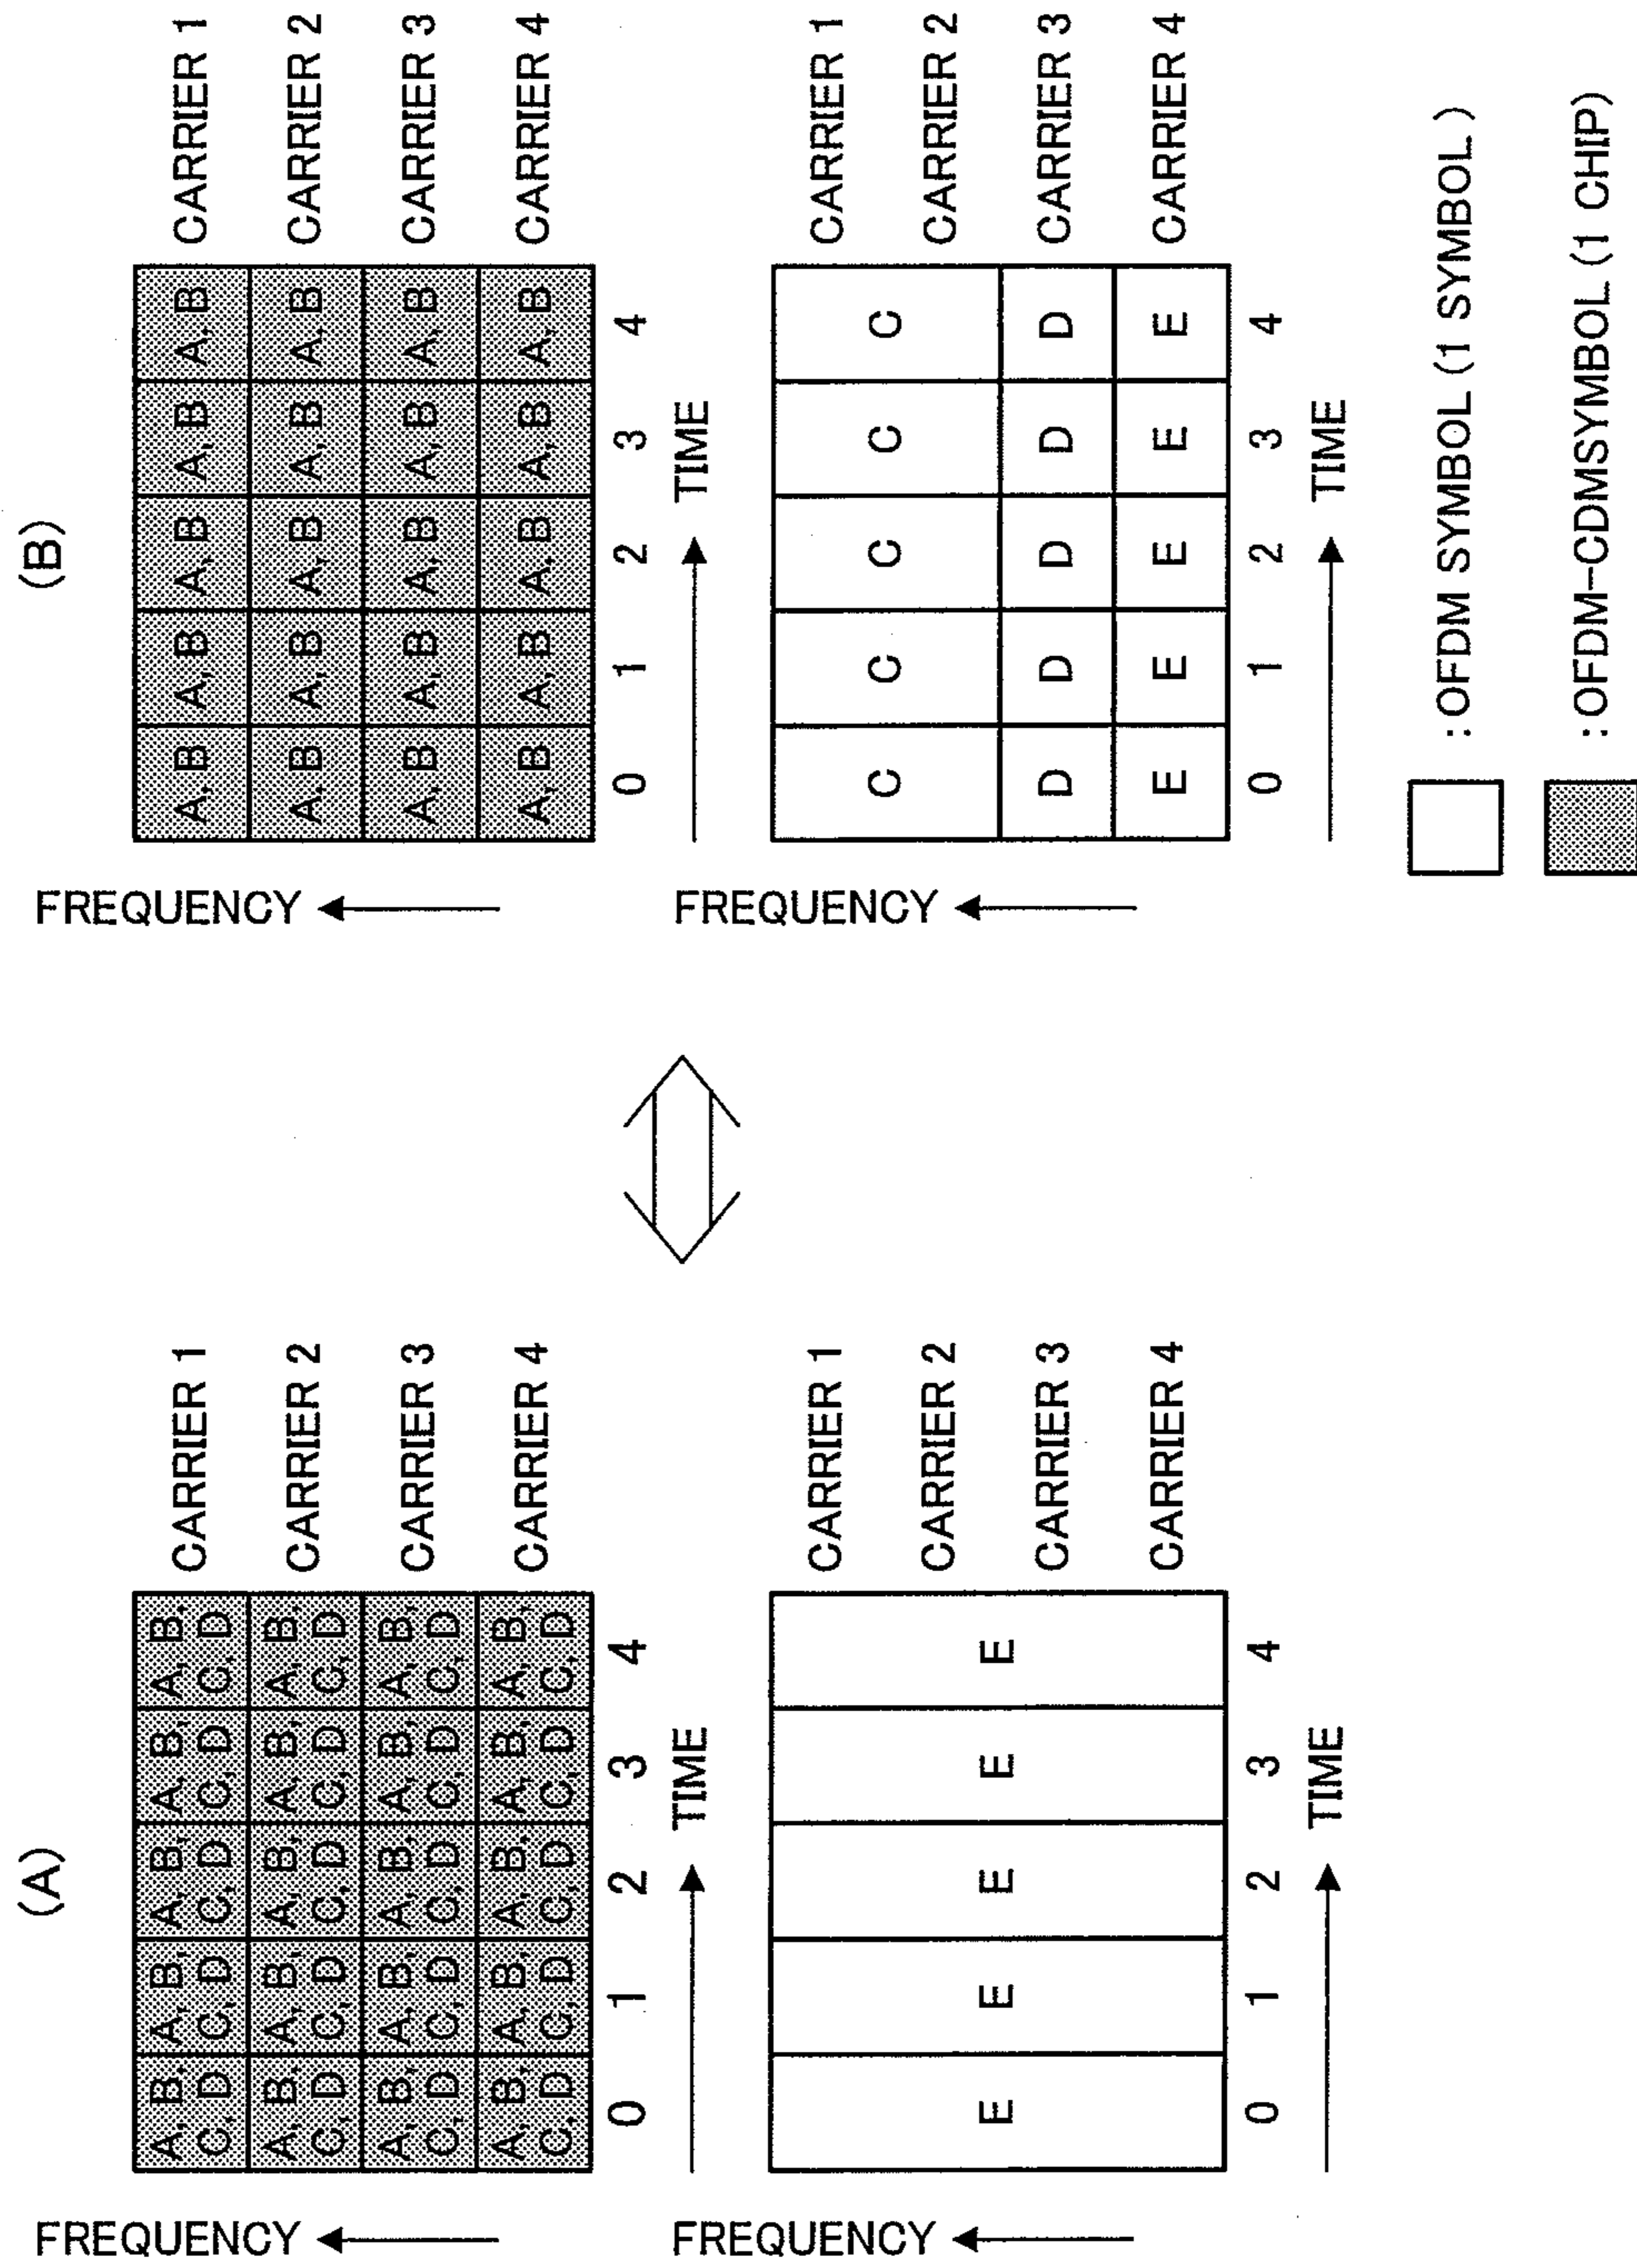 (A)
FREQUENCY
A, B, A, B, A, B, A, B, A, B, CARRIER 1
C, D C, D C, D C, D C, D
A, B, A, B, A, B, A, B, A, B, CARRIER 2
C, D C, D C, D C, D C, D
A, B, A, B, A, B, A, B, A, B, CARRIER 3
C, D C, D C, D C, D C, D
A, B, A, B, A, B, A, B, A, B, CARRIER 4
C, D C, D C, D C, D C, D
0 1 2 3 4
TIME
FREQUENCY
CARRIER 1
CARRIER 2
E E E E E
CARRIER 3
CARRIER 4
0 1 2 3 4
TIME
(B)
FREQUENCY
A, B A, B A, B A, B A, B CARRIER 1
A, B A, B A, B A, B A, B CARRIER 2
A, B A, B A, B A, B A, B CARRIER 3
A, B A, B A, B A, B A, B CARRIER 4
0 1 2 3 4
TIME
FREQUENCY
CARRIER 1
C C C C C
CARRIER 2
D D D D D CARRIER 3
E E E E E CARRIER 4
0 1 2 3 4
TIME
:OFDM SYMBOL (1 SYMBOL)
:OFDM-CDMSYMBOL (1 CHIP)